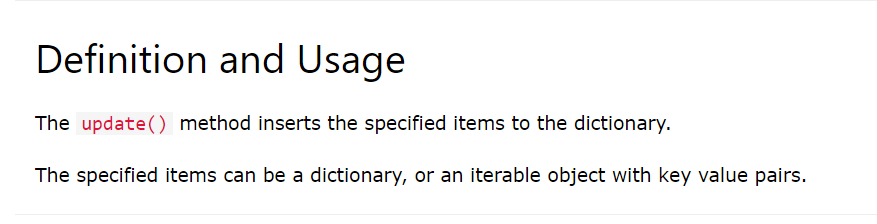 Definition and Usage
The update() method inserts the specified items to the dictionary.
The specified items can be a dictionary, or an iterable object with key value pairs.